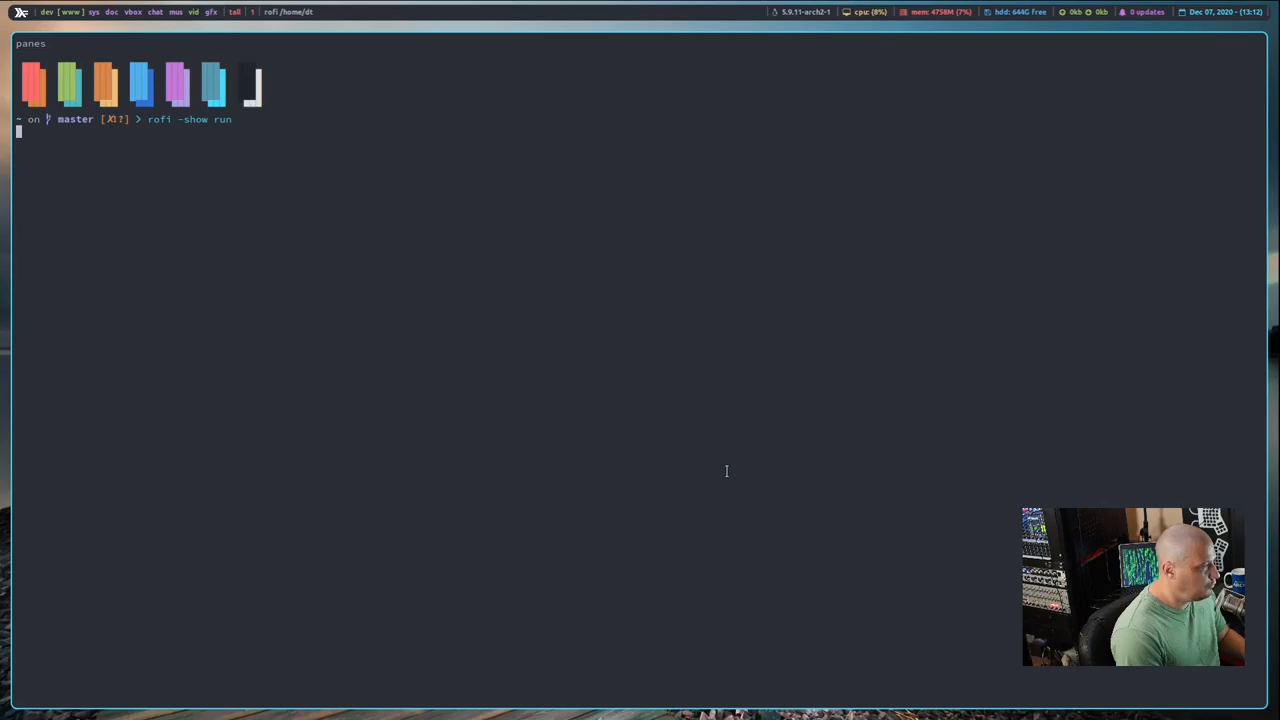 dev [ www ] sys doc vbox chat mus vid gfx | tall | 1 | rofi /home/dt
5.9.11-arch2-1 | cpu: (8%) | mem: 4758M (7%) | hdd: 644G free | 0kb 0kb | 0 updates | Dec 07, 2020 - (13:12)
panes
~ on master [✗!?] > rofi -show run